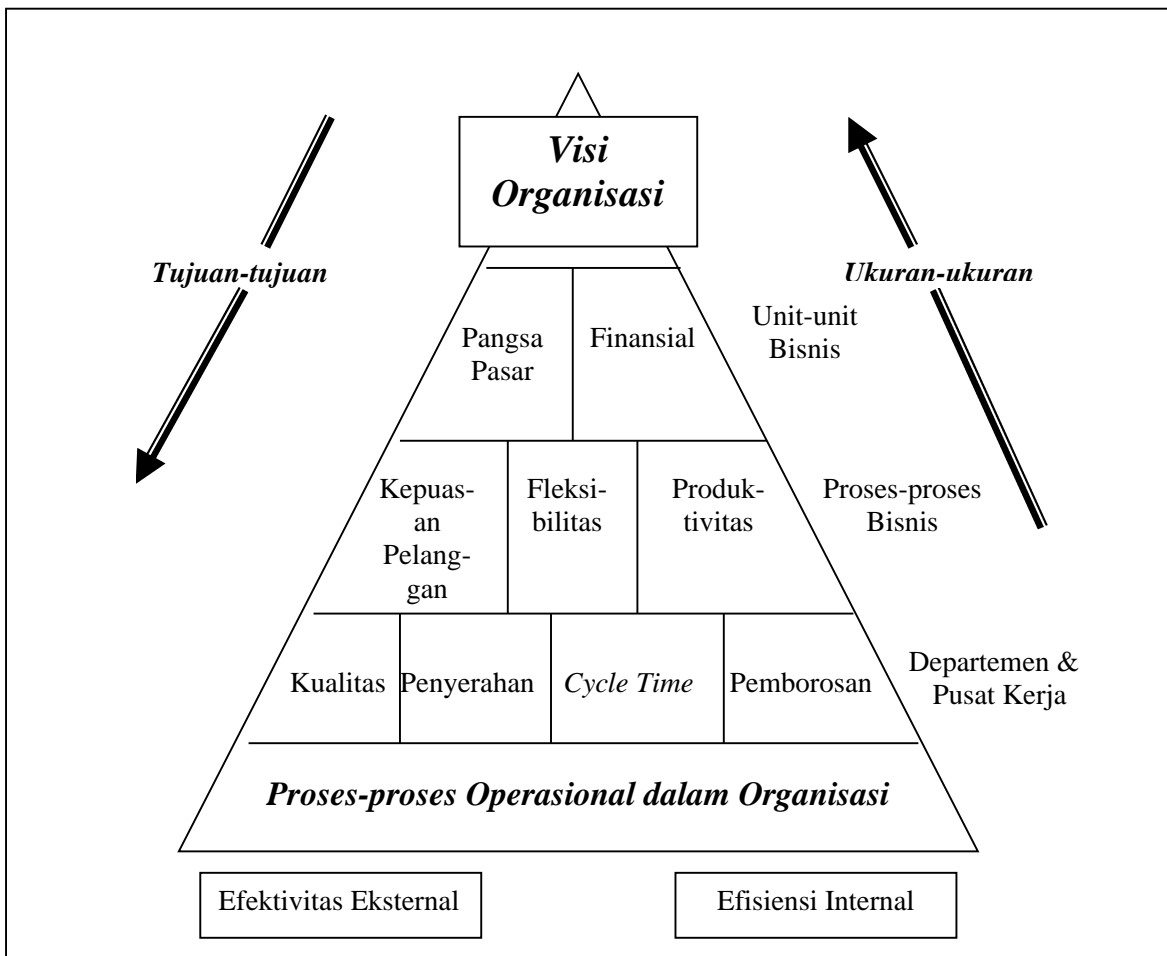 Visi
Organisasi
Tujuan-tujuan
Ukuran-ukuran
Pangsa
Pasar
Finansial
Unit-unit
Bisnis
Kepuas-
an
Pelang-
gan
Fleksi-
bilitas
Produk-
tivitas
Proses-proses
Bisnis
Kualitas
Penyerahan
Cycle Time
Pemborosan
Departemen &
Pusat Kerja
Proses-proses Operasional dalam Organisasi
Efektivitas Eksternal
Efisiensi Internal